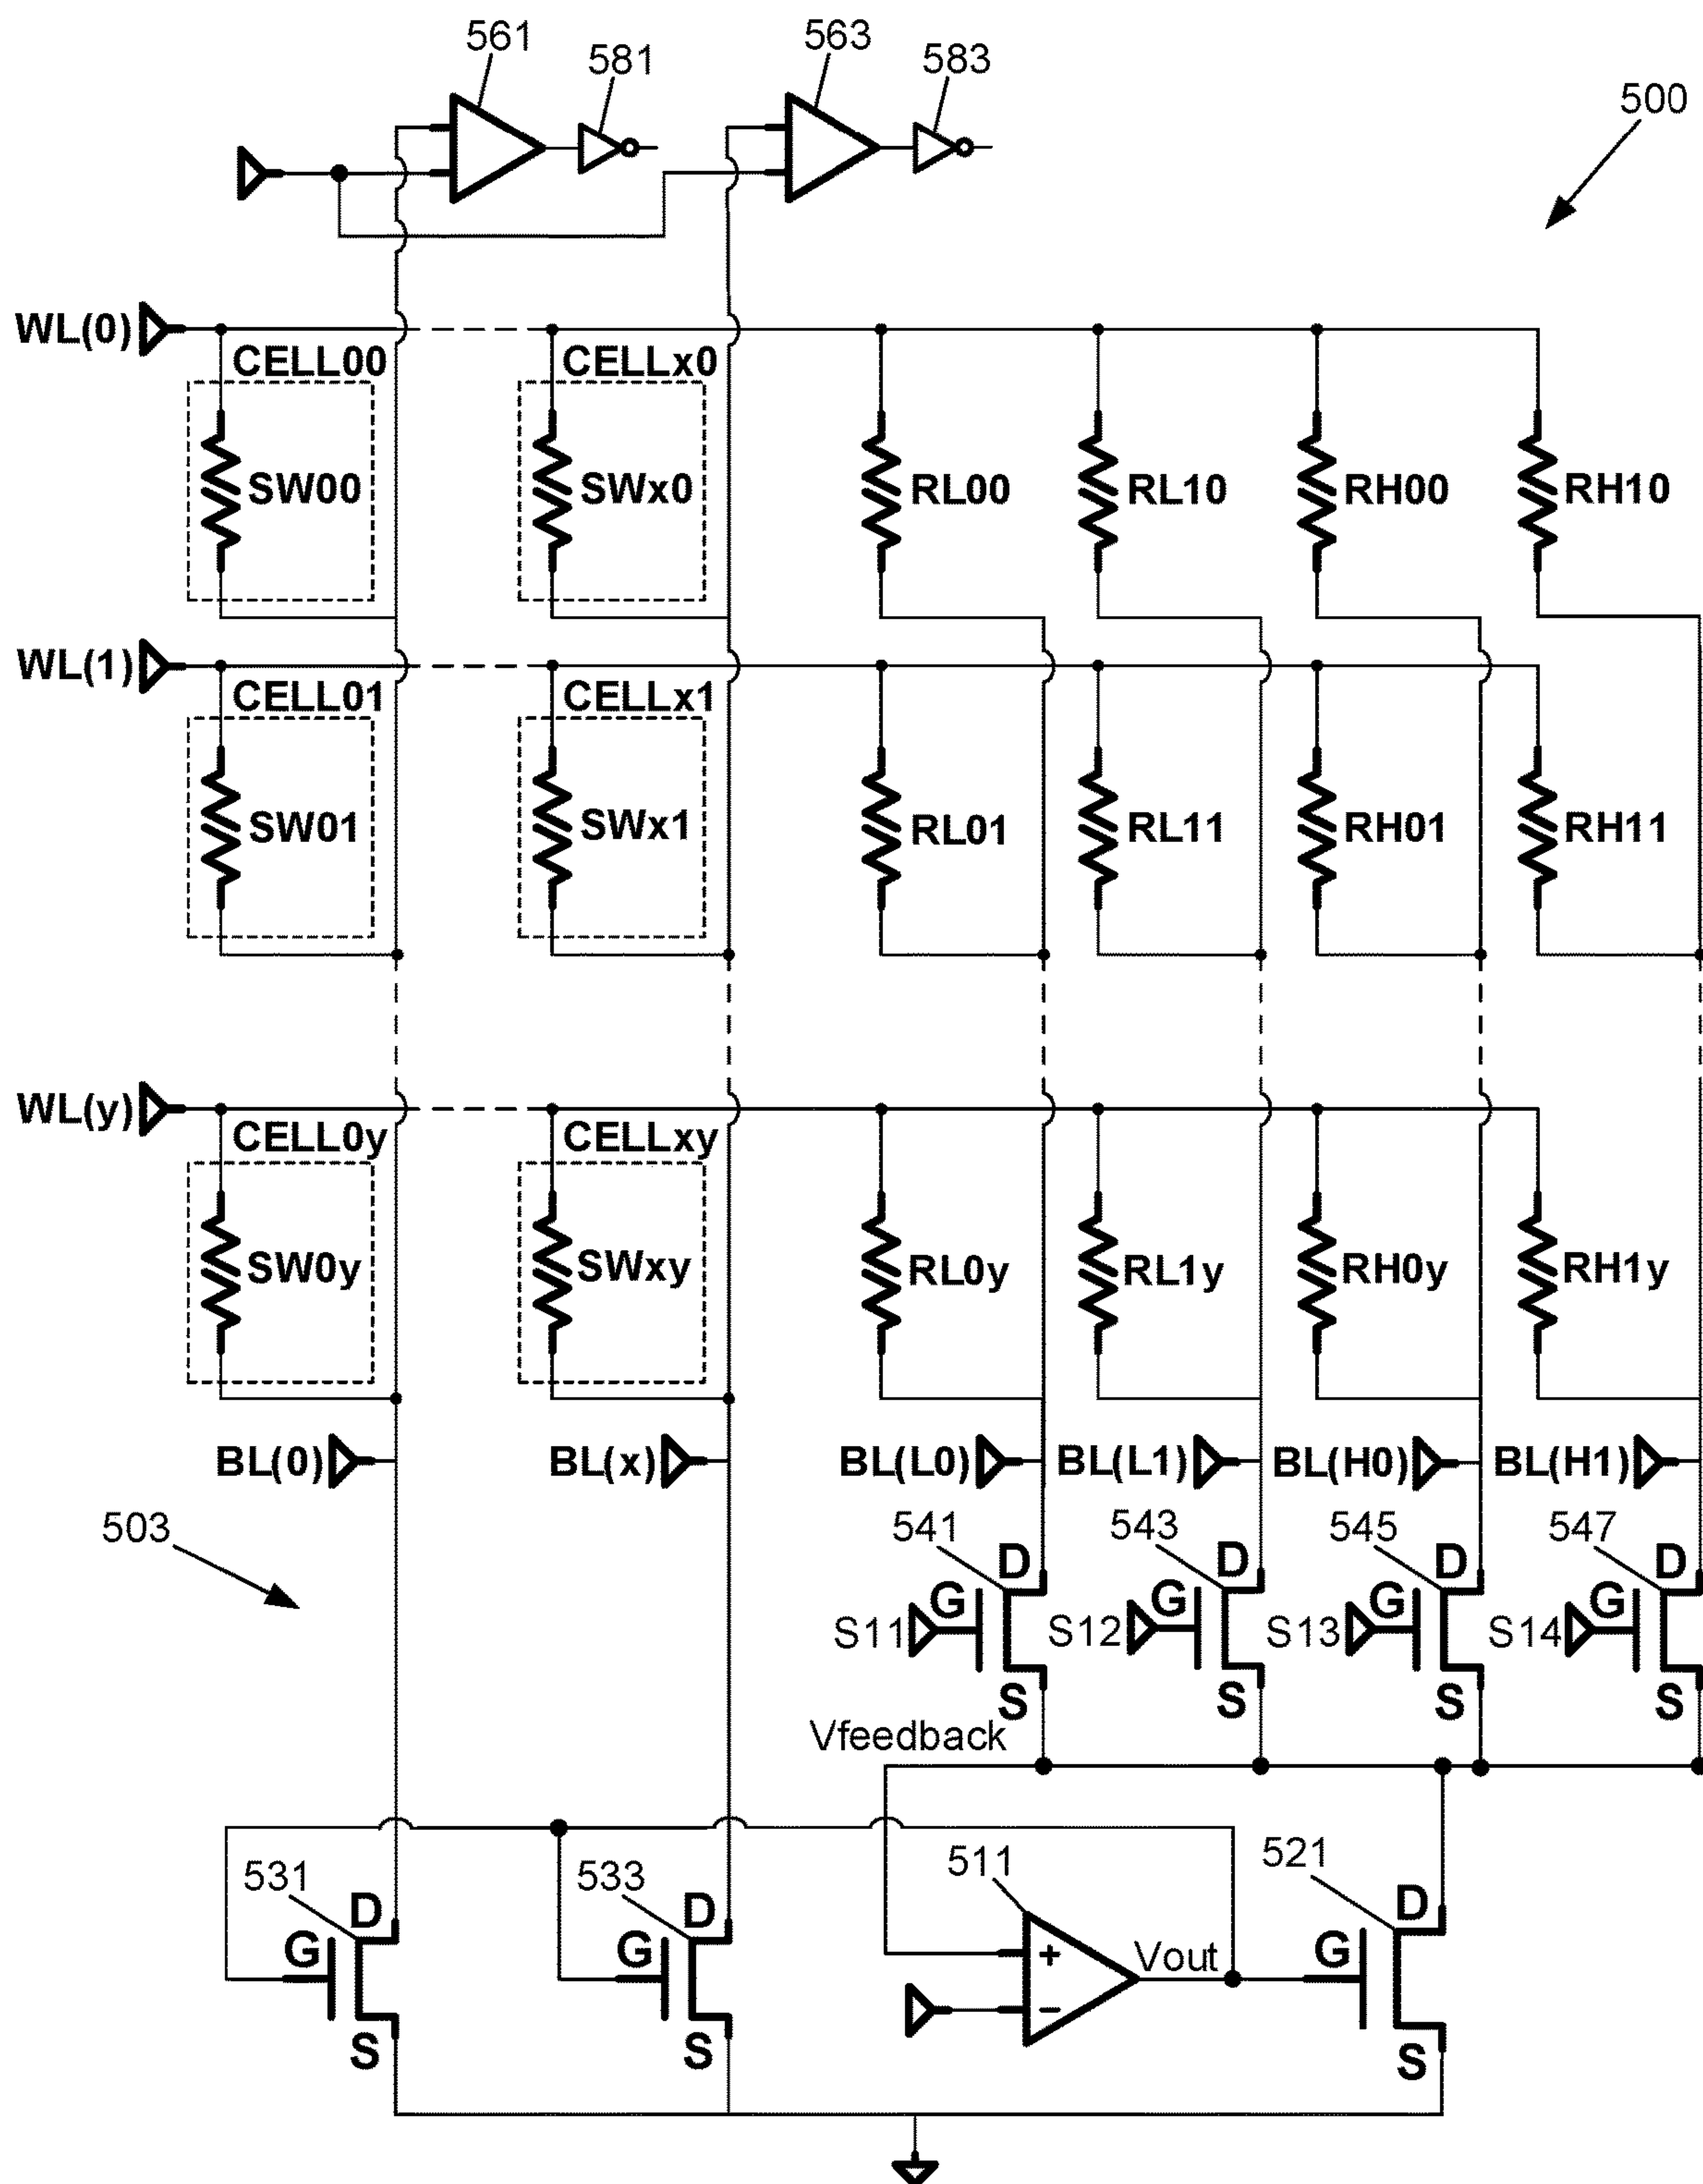 561
581
563
583
500
WL(0)
CELL00
CELLx0
SW00
SWx0
RL00
RL10
RH00
RH10
WL(1)
CELL01
CELLx1
SW01
SWx1
RL01
RL11
RH01
RH11
WL(y)
CELL0y
CELLxy
SW0y
SWxy
RL0y
RL1y
RH0y
RH1y
BL(0)
BL(x)
BL(L0)
BL(L1)
BL(H0)
BL(H1)
503
541
543
545
547
D
D
D
D
G
G
G
G
S11
S12
S13
S14
S
S
S
S
Vfeedback
531
533
511
521
D
D
D
G
G
+
Vout
G
−
S
S
S